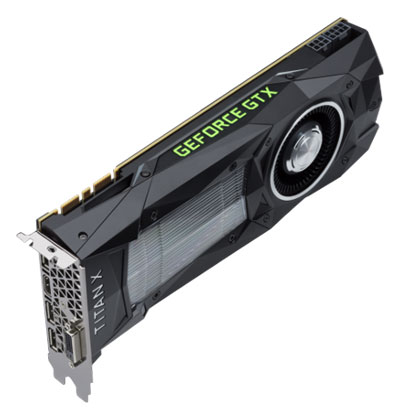 GEFORCE GTX
TITAN X